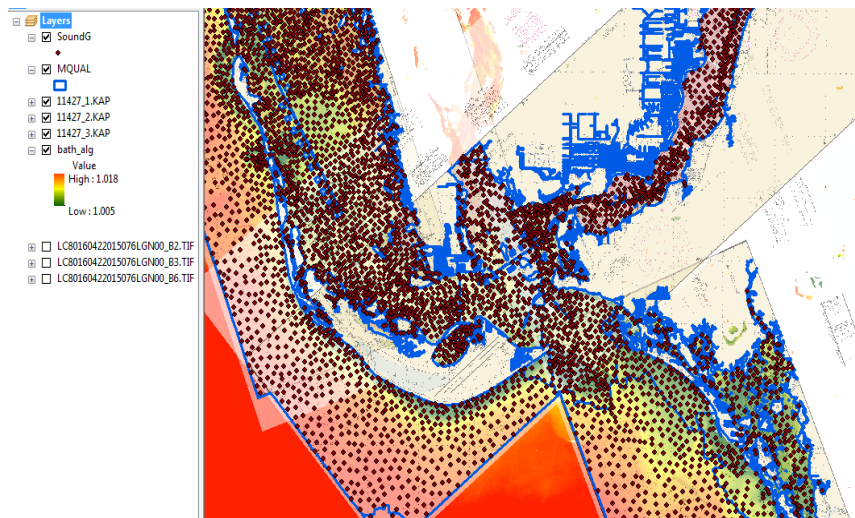 Layers
SoundG
MQUAL
11427_1.KAP
11427_2.KAP
11427_3.KAP
bath_alg
Value
High : 1.018
Low : 1.005
LC80160422015076LGN00_B2.TIF
LC80160422015076LGN00_B3.TIF
LC80160422015076LGN00_B6.TIF